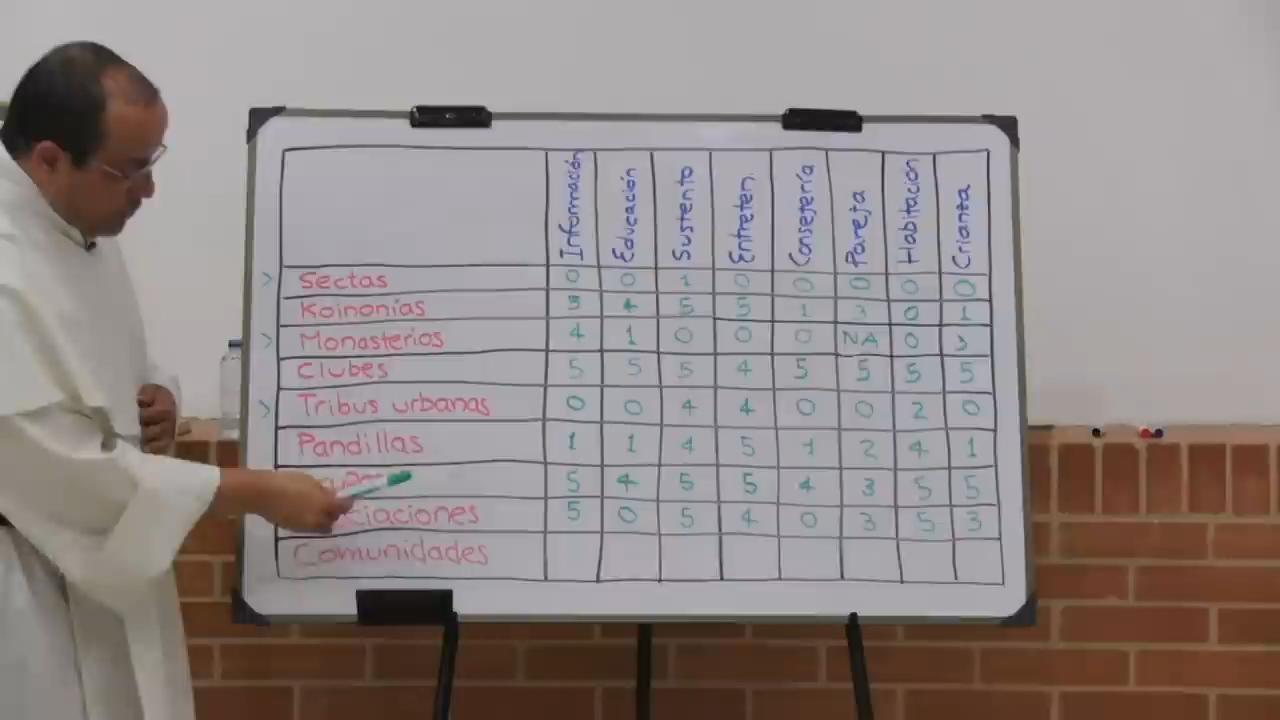 Información Educación Sustento Entreten. Consejería Pareja Habitación Crianza
> Sectas 0 0 1 0 0 0 0 0
Koinonías 3 4 5 5 1 3 0 1
> Monasterios 4 1 0 0 0 NA 0 3
Clubes 5 5 5 4 5 5 5 5
> Tribus urbanas 0 0 4 4 0 0 2 0
Pandillas 1 1 4 5 1 2 4 1
5 4 5 5 4 3 5 5
ciaciones 5 0 5 4 0 3 5 3
Comunidades